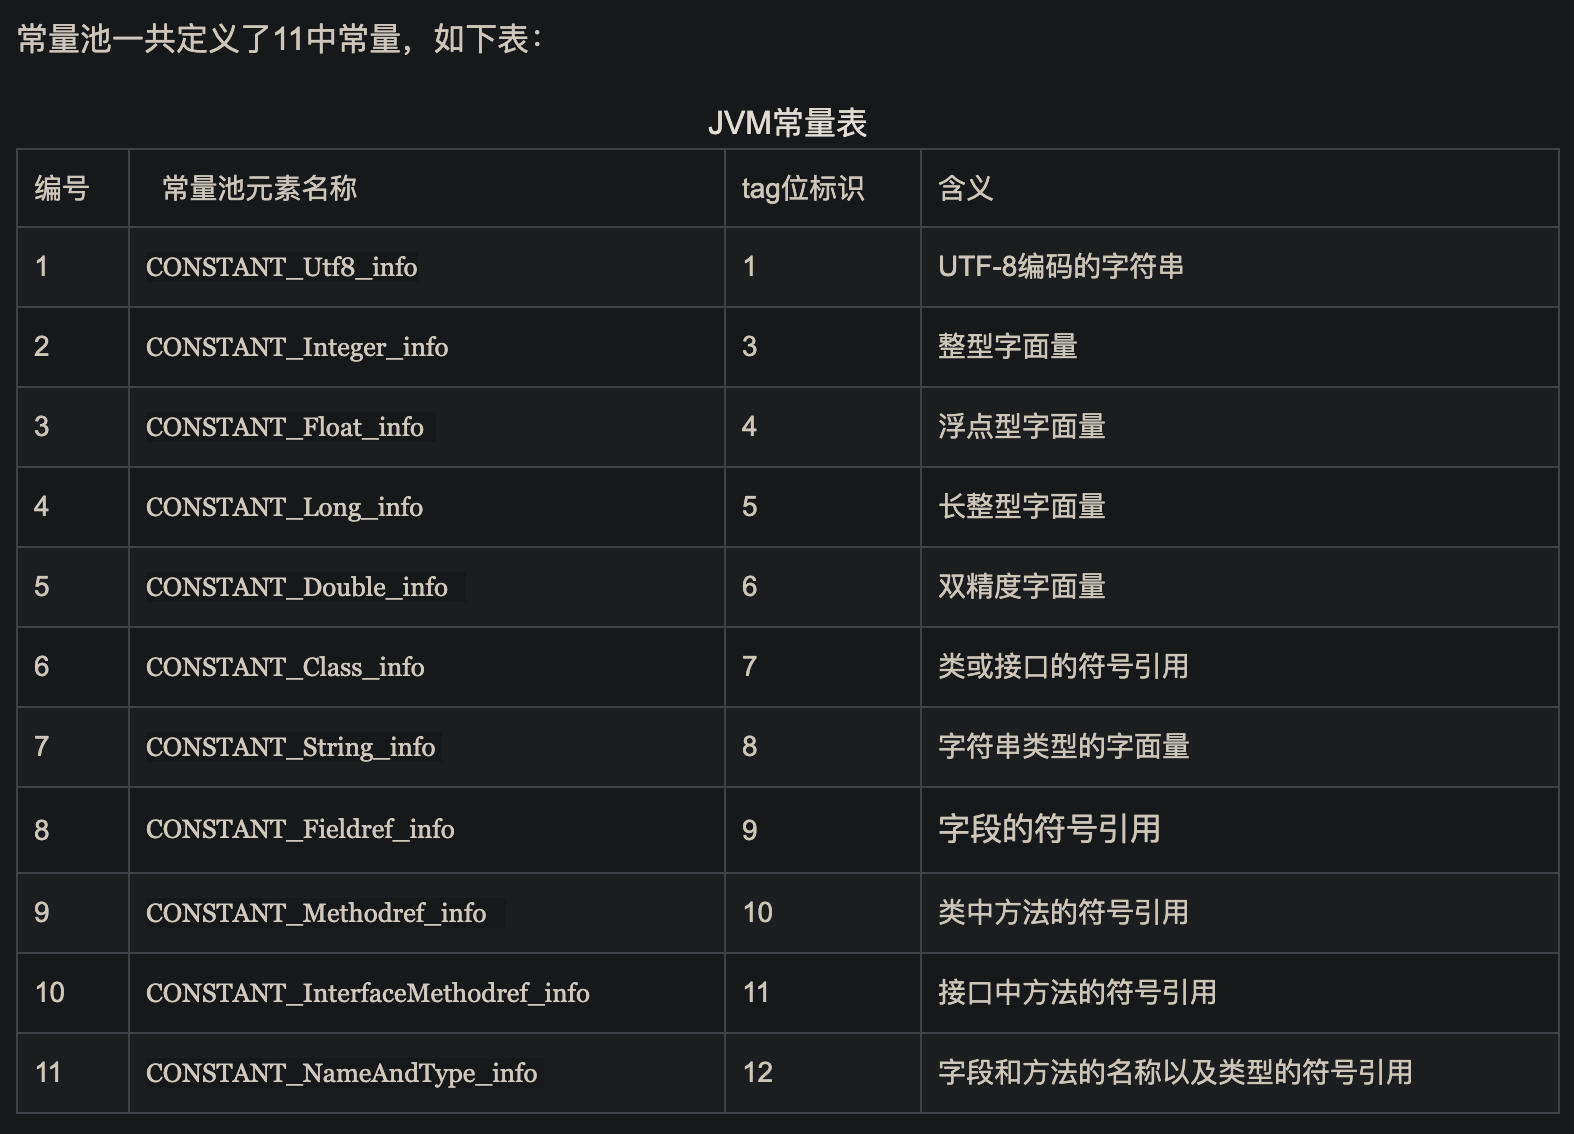 常量池一共定义了11中常量，如下表：
JVM常量表
编号 常量池元素名称 tag位标识 含义
1 CONSTANT_Utf8_info 1 UTF-8编码的字符串
2 CONSTANT_Integer_info 3 整型字面量
3 CONSTANT_Float_info 4 浮点型字面量
4 CONSTANT_Long_info 5 长整型字面量
5 CONSTANT_Double_info 6 双精度字面量
6 CONSTANT_Class_info 7 类或接口的符号引用
7 CONSTANT_String_info 8 字符串类型的字面量
8 CONSTANT_Fieldref_info 9 字段的符号引用
9 CONSTANT_Methodref_info 10 类中方法的符号引用
10 CONSTANT_InterfaceMethodref_info 11 接口中方法的符号引用
11 CONSTANT_NameAndType_info 12 字段和方法的名称以及类型的符号引用